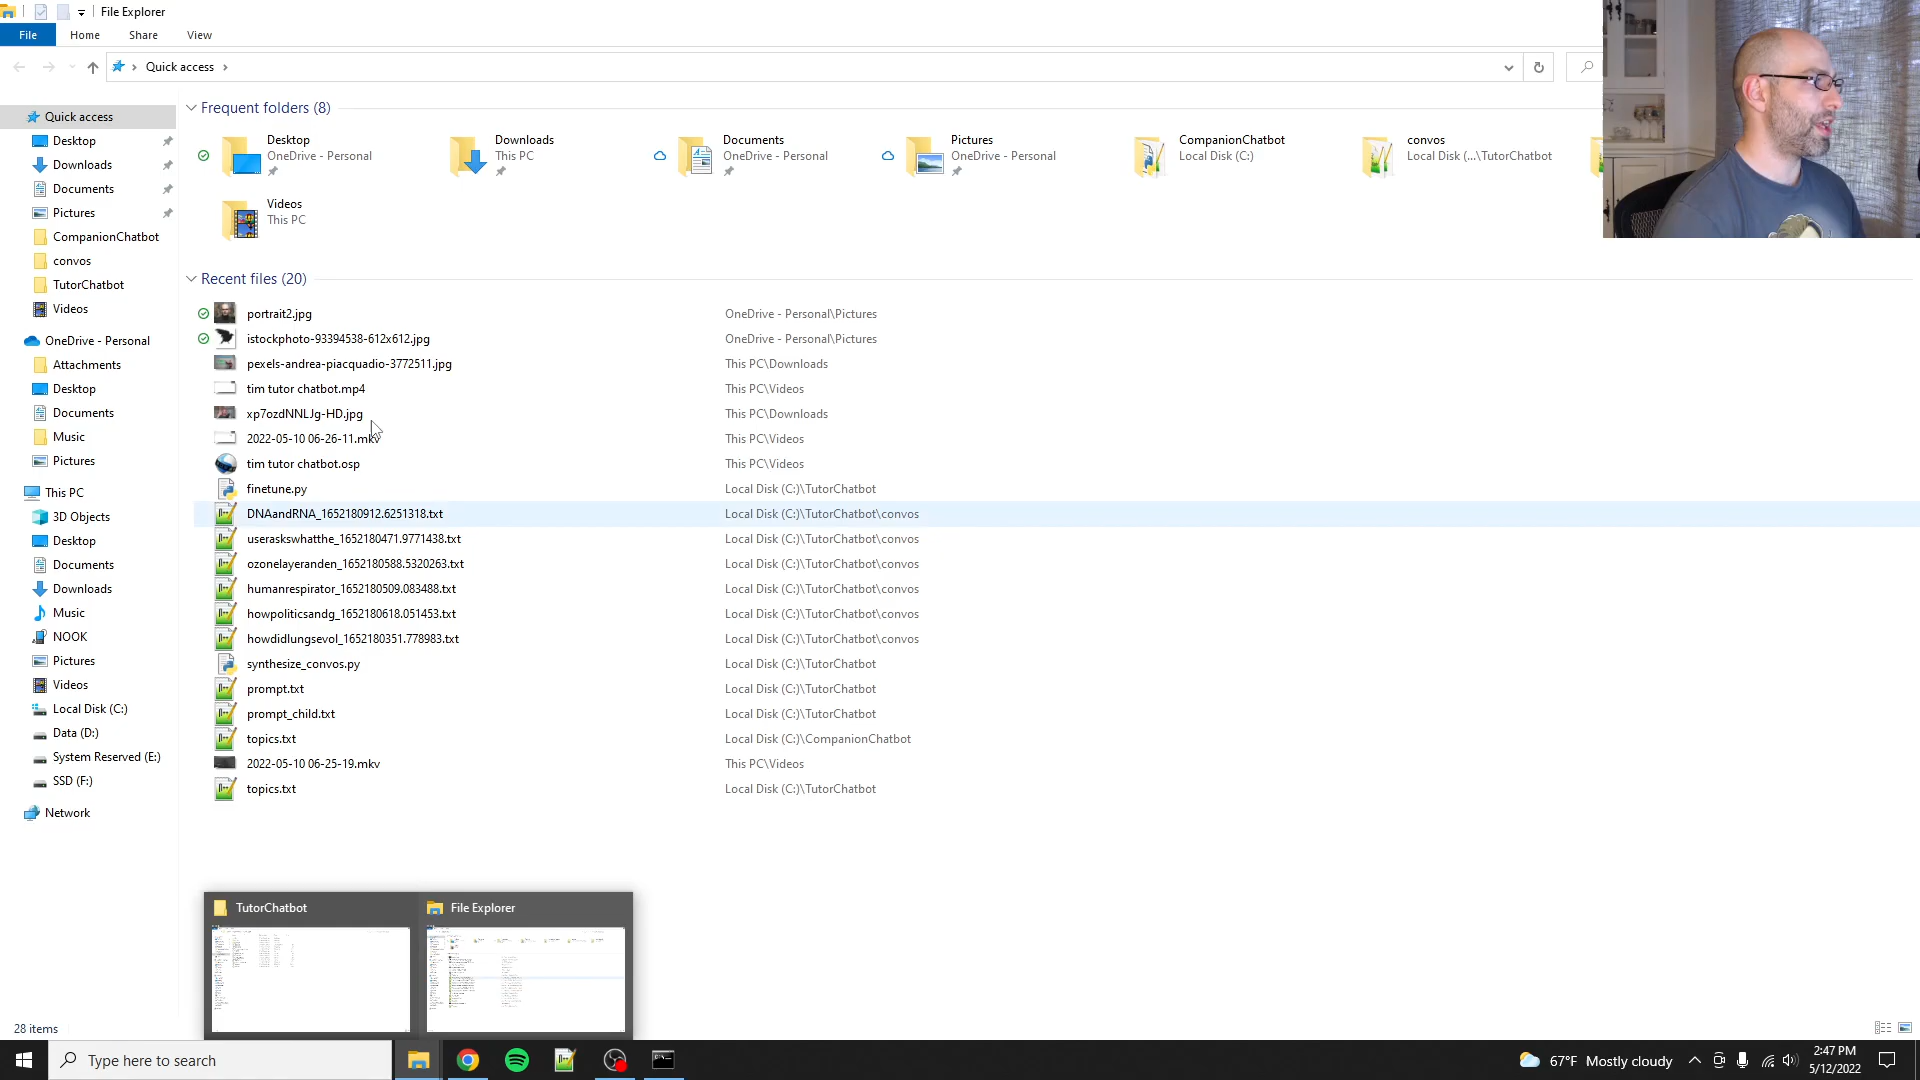 File Explorer
File Home Share View
Quick access
Frequent folders (8)
Desktop
OneDrive - Personal
Downloads
This PC
Documents
OneDrive - Personal
Pictures
OneDrive - Personal
CompanionChatbot
Local Disk (C:)
convos
Local Disk (...\TutorChatbot
Videos
This PC
Quick access
Desktop
Downloads
Documents
Pictures
CompanionChatbot
convos
TutorChatbot
Videos
OneDrive - Personal
Attachments
Desktop
Documents
Music
Pictures
This PC
3D Objects
Desktop
Documents
Downloads
Music
NOOK
Pictures
Videos
Local Disk (C:)
Data (D:)
System Reserved (E:)
SSD (F:)
Network
Recent files (20)
portrait2.jpg OneDrive - Personal\Pictures
istockphoto-93394538-612x612.jpg OneDrive - Personal\Pictures
pexels-andrea-piacquadio-3772511.jpg This PC\Downloads
tim tutor chatbot.mp4 This PC\Videos
xp7ozdNNLJg-HD.jpg This PC\Downloads
2022-05-10 06-26-11.mkv This PC\Videos
tim tutor chatbot.osp This PC\Videos
finetune.py Local Disk (C:)\TutorChatbot
DNAandRNA_1652180912.6251318.txt Local Disk (C:)\TutorChatbot\convos
useraskswhatthe_1652180471.9771438.txt Local Disk (C:)\TutorChatbot\convos
ozonelayeranden_1652180588.5320263.txt Local Disk (C:)\TutorChatbot\convos
humanrespirator_1652180509.083488.txt Local Disk (C:)\TutorChatbot\convos
howpoliticsandg_1652180618.051453.txt Local Disk (C:)\TutorChatbot\convos
howdidlungsevol_1652180351.778983.txt Local Disk (C:)\TutorChatbot\convos
synthesize_convos.py Local Disk (C:)\TutorChatbot
prompt.txt Local Disk (C:)\TutorChatbot
prompt_child.txt Local Disk (C:)\TutorChatbot
topics.txt Local Disk (C:)\CompanionChatbot
2022-05-10 06-25-19.mkv This PC\Videos
topics.txt Local Disk (C:)\TutorChatbot
TutorChatbot File Explorer
28 items
Type here to search
67°F Mostly cloudy
2:47 PM
5/12/2022